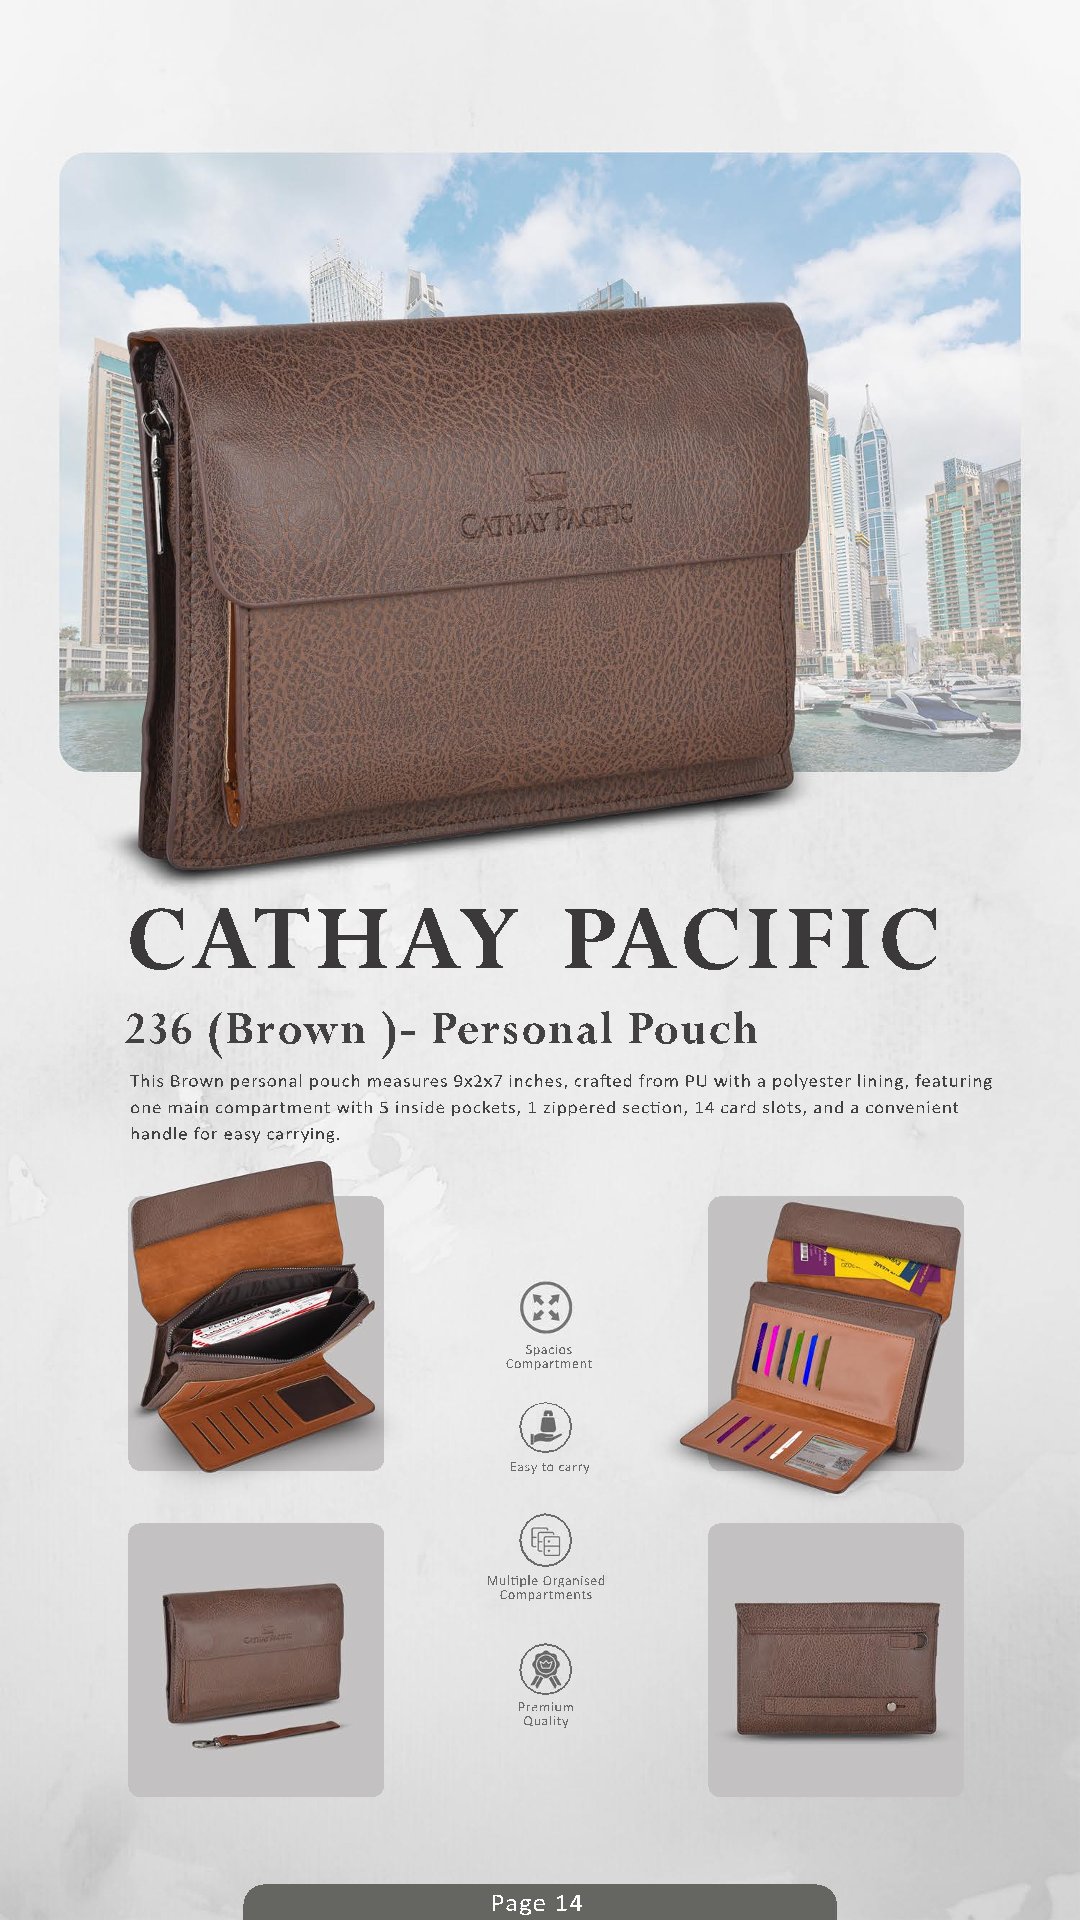 CATHAY PACIFIC
CATHAY PACIFIC
236 (Brown )- Personal Pouch
This Brown personal pouch measures 9x2x7 inches, crafted from PU with a polyester lining, featuring
one main compartment with 5 inside pockets, 1 zippered section, 14 card slots, and a convenient
handle for easy carrying.
Spacios
Compartment
Easy to carry
Multiple Organised
Compartments
CATHAY PACIFIC
Premium
Quality
Page 14